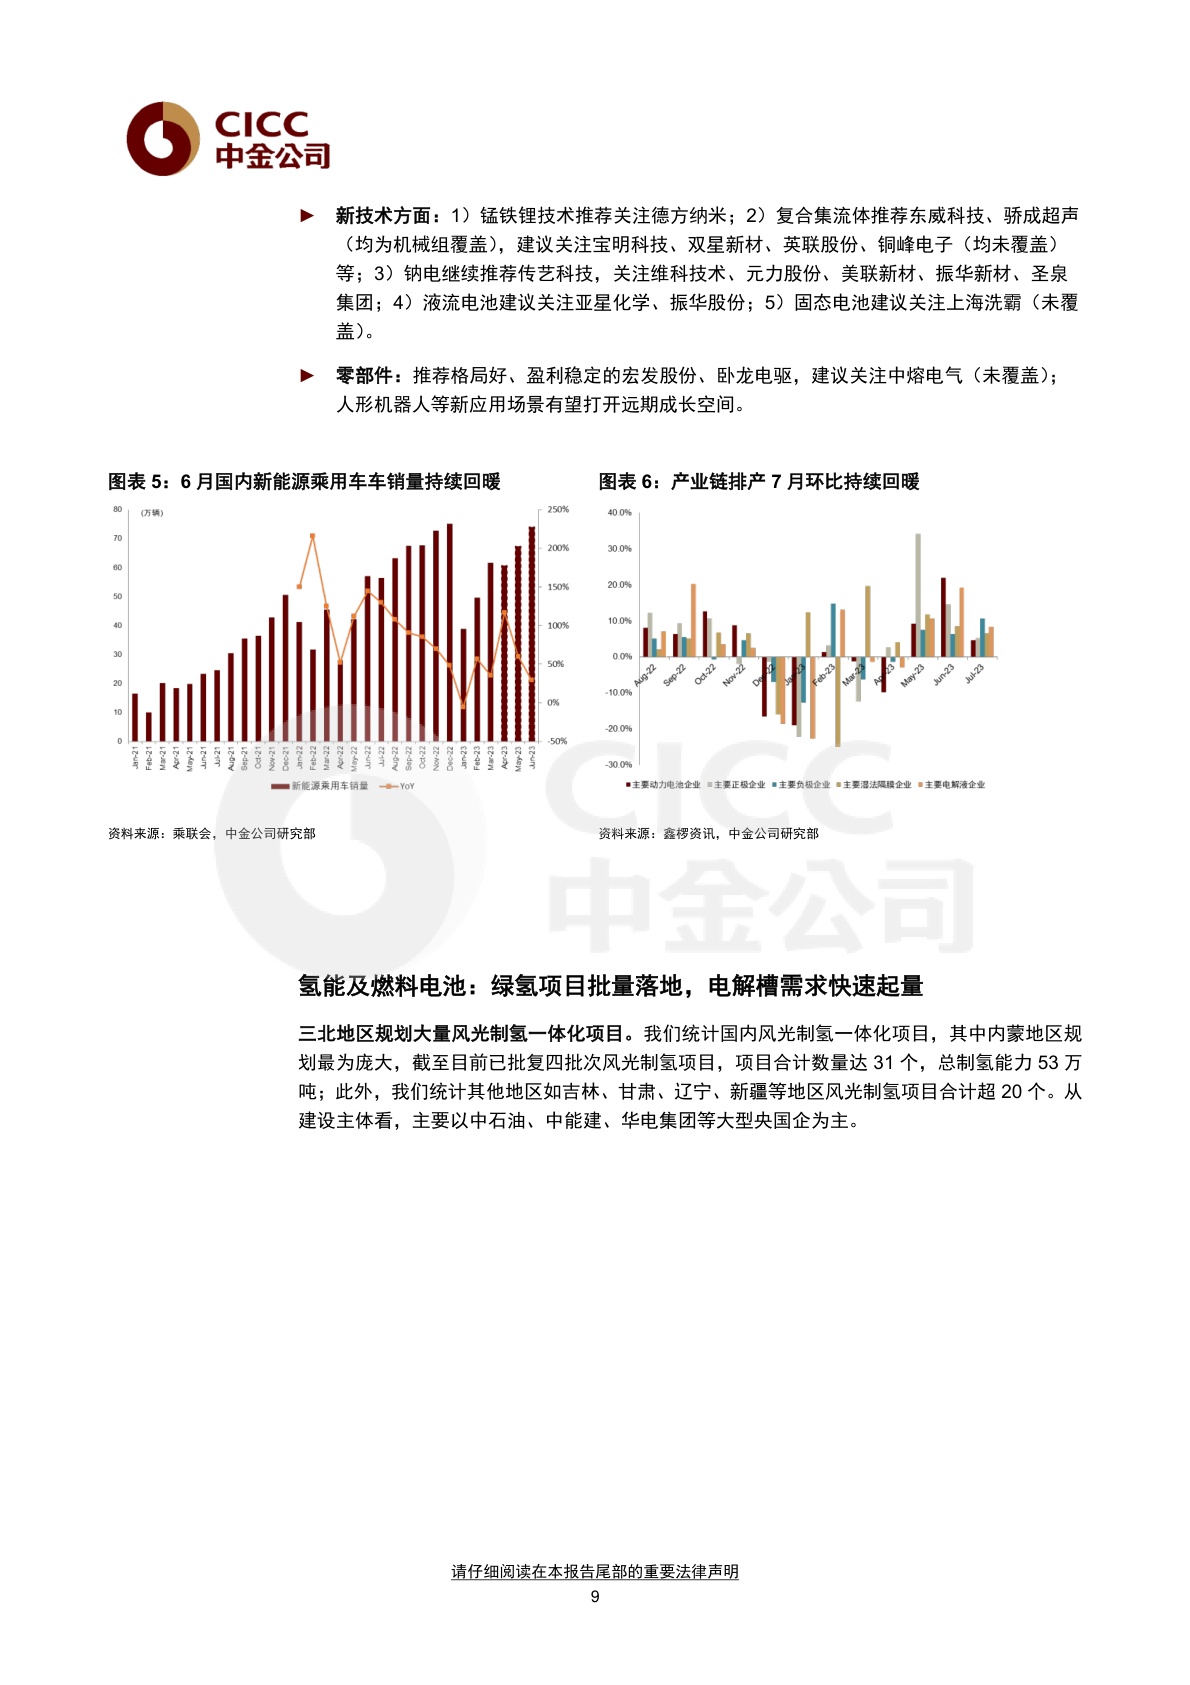 CICC
中金公司
► 新技术方面：1）锰铁锂技术推荐关注德方纳米；2）复合集流体推荐东威科技、骄成超声
（均为机械组覆盖），建议关注宝明科技、双星新材、英联股份、铜峰电子（均未覆盖）
等；3）钠电继续推荐传艺科技，关注维科技术、元力股份、美联新材、振华新材、圣泉
集团；4）液流电池建议关注亚星化学、振华股份；5）固态电池建议关注上海洗霸（未覆
盖）。
► 零部件：推荐格局好、盈利稳定的宏发股份、卧龙电驱，建议关注中熔电气（未覆盖）；
人形机器人等新应用场景有望打开远期成长空间。
图表 5：6 月国内新能源乘用车车销量持续回暖
(万辆)
80
70
60
50
40
30
20
10
0
250%
200%
150%
100%
50%
0%
-50%
Jan-21 Feb-21 Mar-21 Apr-21 May-21 Jun-21 Jul-21 Aug-21 Sep-21 Oct-21 Nov-21 Dec-21 Jan-22 Feb-22 Mar-22 Apr-22 May-22 Jun-22 Jul-22 Aug-22 Sep-22 Oct-22 Nov-22 Dec-22 Jan-23 Feb-23 Mar-23 Apr-23 May-23 Jun-23
新能源乘用车销量 YoY
资料来源：乘联会，中金公司研究部
图表 6：产业链排产 7 月环比持续回暖
40.0%
30.0%
20.0%
10.0%
0.0%
-10.0%
-20.0%
-30.0%
Aug-22 Sep-22 Oct-22 Nov-22 Dec-22 Jan-23 Feb-23 Mar-23 Apr-23 May-23 Jun-23 Jul-23
主要动力电池企业 主要正极企业 主要负极企业 主要湿法隔膜企业 主要电解液企业
资料来源：鑫椤资讯，中金公司研究部
CICC
中金公司
氢能及燃料电池：绿氢项目批量落地，电解槽需求快速起量
三北地区规划大量风光制氢一体化项目。我们统计国内风光制氢一体化项目，其中内蒙地区规
划最为庞大，截至目前已批复四批次风光制氢项目，项目合计数量达 31 个，总制氢能力 53 万
吨；此外，我们统计其他地区如吉林、甘肃、辽宁、新疆等地区风光制氢项目合计超 20 个。从
建设主体看，主要以中石油、中能建、华电集团等大型央国企为主。
请仔细阅读在本报告尾部的重要法律声明
9